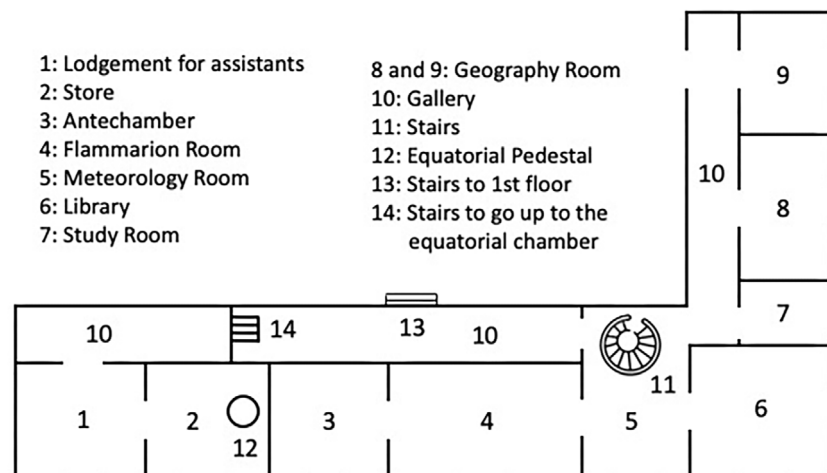 1: Lodgement for assistants
2: Store
3: Antechamber
4: Flammarion Room
5: Meteorology Room
6: Library
7: Study Room
8 and 9: Geography Room
10: Gallery
11: Stairs
12: Equatorial Pedestal
13: Stairs to 1st floor
14: Stairs to go up to the
equatorial chamber
9
10
8
7
10
14
13
10
11
1
2
12
3
4
5
6